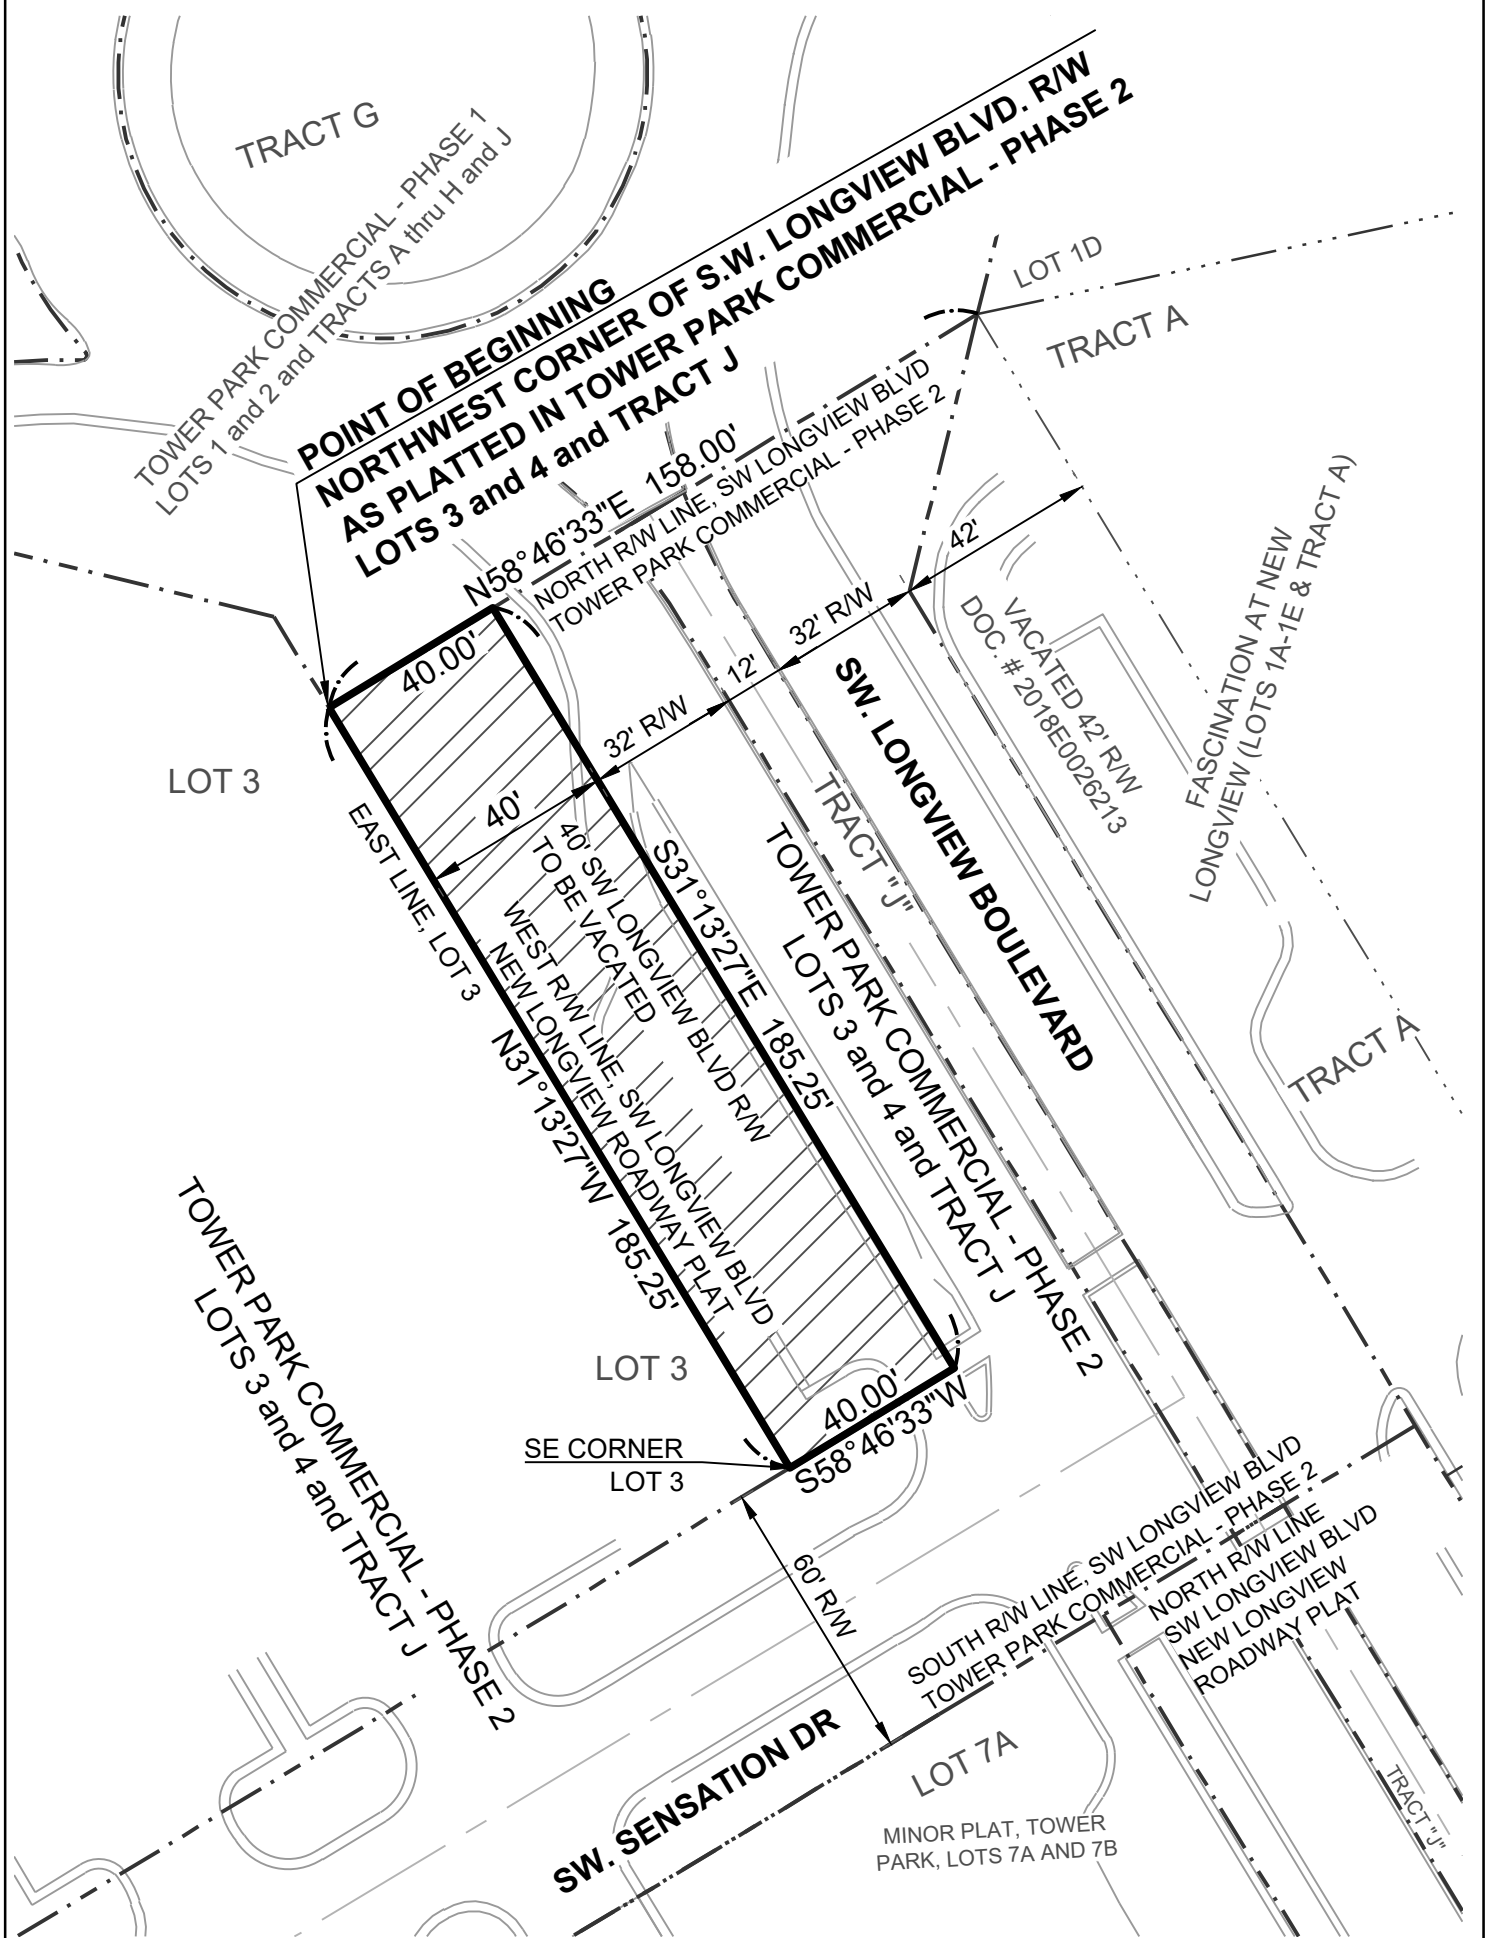 TRACT G
TOWER PARK COMMERCIAL - PHASE 1
LOTS 1 and 2 and TRACTS A thru H and J
POINT OF BEGINNING
NORTHWEST CORNER OF S.W. LONGVIEW BLVD. R/W
AS PLATTED IN TOWER PARK COMMERCIAL - PHASE 2
LOTS 3 and 4 and TRACT J
LOT 1D
TRACT A
N58°46'33"E 158.00'
NORTH R/W LINE, SW LONGVIEW BLVD
TOWER PARK COMMERCIAL - PHASE 2
42'
32' R/W
12'
32' R/W
40.00'
40'
LOT 3
EAST LINE, LOT 3
40' SW LONGVIEW BLVD R/W
TO BE VACATED
WEST R/W LINE, SW LONGVIEW BLVD
NEW LONGVIEW ROADWAY PLAT
S31°13'27"E 185.25'
N31°13'27"W 185.25'
TRACT "J"
SW. LONGVIEW BOULEVARD
VACATED 42' R/W
DOC. # 2018E0026213
FASCINATION AT NEW
LONGVIEW (LOTS 1A-1E & TRACT A)
TRACT A
TOWER PARK COMMERCIAL - PHASE 2
LOTS 3 and 4 and TRACT J
TOWER PARK COMMERCIAL - PHASE 2
LOTS 3 and 4 and TRACT J
LOT 3
40.00'
S58°46'33"W
SE CORNER
LOT 3
60' R/W
SOUTH R/W LINE, SW LONGVIEW BLVD
TOWER PARK COMMERCIAL - PHASE 2
NORTH R/W LINE
SW LONGVIEW BLVD
NEW LONGVIEW
ROADWAY PLAT
SW. SENSATION DR
LOT 7A
MINOR PLAT, TOWER
PARK, LOTS 7A AND 7B
TRACT "J"